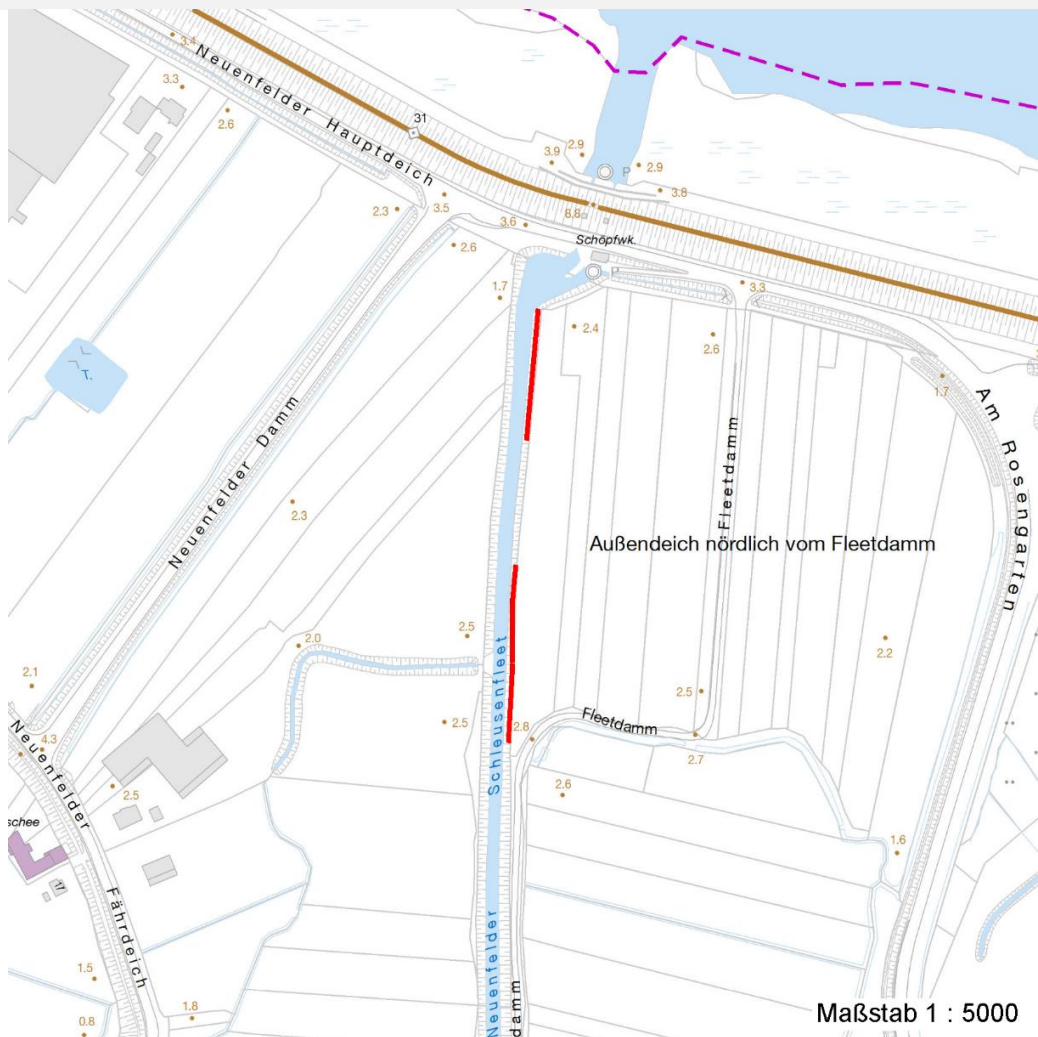 3.4
Neuenfelder Hauptdeich
3.3
2.6
31
2.9
3.9
2.9
P
3.8
2.3
3.5
3.6
8.8
Schöpfwk.
2.6
P
3.3
1.7
2.4
2.6
T.
1.7
Am Rosengarten
Neuenfelder Damm
Fleetdamm
2.3
Außendeich nördlich vom Fleetdamm
2.5
2.0
2.2
2.1
2.5
Neuenfelder Schleusenfleet
2.5
Fleetdamm
2.8
2.7
4.3
Neuenfelder Fährdeich
2.5
2.6
schee
1.6
17
1.5
1.8
0.8
damm
Maßstab 1 : 5000